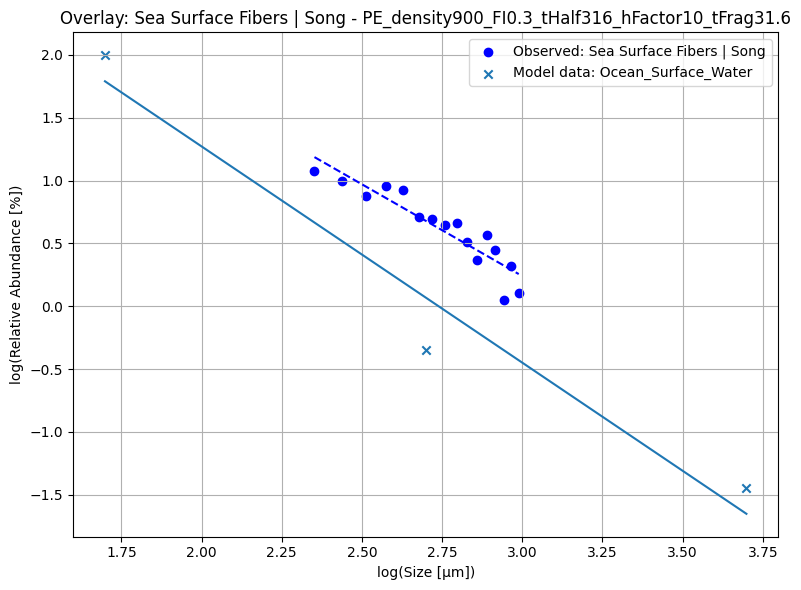 Overlay: Sea Surface Fibers | Song - PE_density900_FI0.3_tHalf316_hFactor10_tFrag31.6
Observed: Sea Surface Fibers | Song
Model data: Ocean_Surface_Water
log(Relative Abundance [%])
2.0
1.5
1.0
0.5
0.0
−0.5
−1.0
−1.5
1.75 2.00 2.25 2.50 2.75 3.00 3.25 3.50 3.75
log(Size [μm])